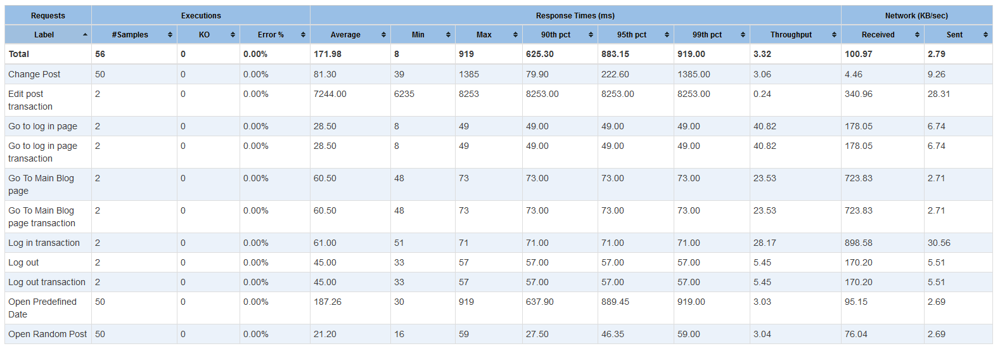 Requests Executions Response Times (ms) Network (KB/sec)
Label #Samples KO Error % Average Min Max 90th pct 95th pct 99th pct Throughput Received Sent
Total 56 0 0.00% 171.98 8 919 625.30 883.15 919.00 3.32 100.97 2.79
Change Post 50 0 0.00% 81.30 39 1385 79.90 222.60 1385.00 3.06 4.46 9.26
Edit post 2 0 0.00% 7244.00 6235 8253 8253.00 8253.00 8253.00 0.24 340.96 28.31
transaction
Go to log in page 2 0 0.00% 28.50 8 49 49.00 49.00 49.00 40.82 178.05 6.74
Go to log in page 2 0 0.00% 28.50 8 49 49.00 49.00 49.00 40.82 178.05 6.74
transaction
Go To Main Blog 2 0 0.00% 60.50 48 73 73.00 73.00 73.00 23.53 723.83 2.71
page
Go To Main Blog 2 0 0.00% 60.50 48 73 73.00 73.00 73.00 23.53 723.83 2.71
page transaction
Log in transaction 2 0 0.00% 61.00 51 71 71.00 71.00 71.00 28.17 898.58 30.56
Log out 2 0 0.00% 45.00 33 57 57.00 57.00 57.00 5.45 170.20 5.51
Log out transaction 2 0 0.00% 45.00 33 57 57.00 57.00 57.00 5.45 170.20 5.51
Open Predefined 50 0 0.00% 187.26 30 919 637.90 889.45 919.00 3.03 95.15 2.69
Date
Open Random Post 50 0 0.00% 21.20 16 59 27.50 46.35 59.00 3.04 76.04 2.69